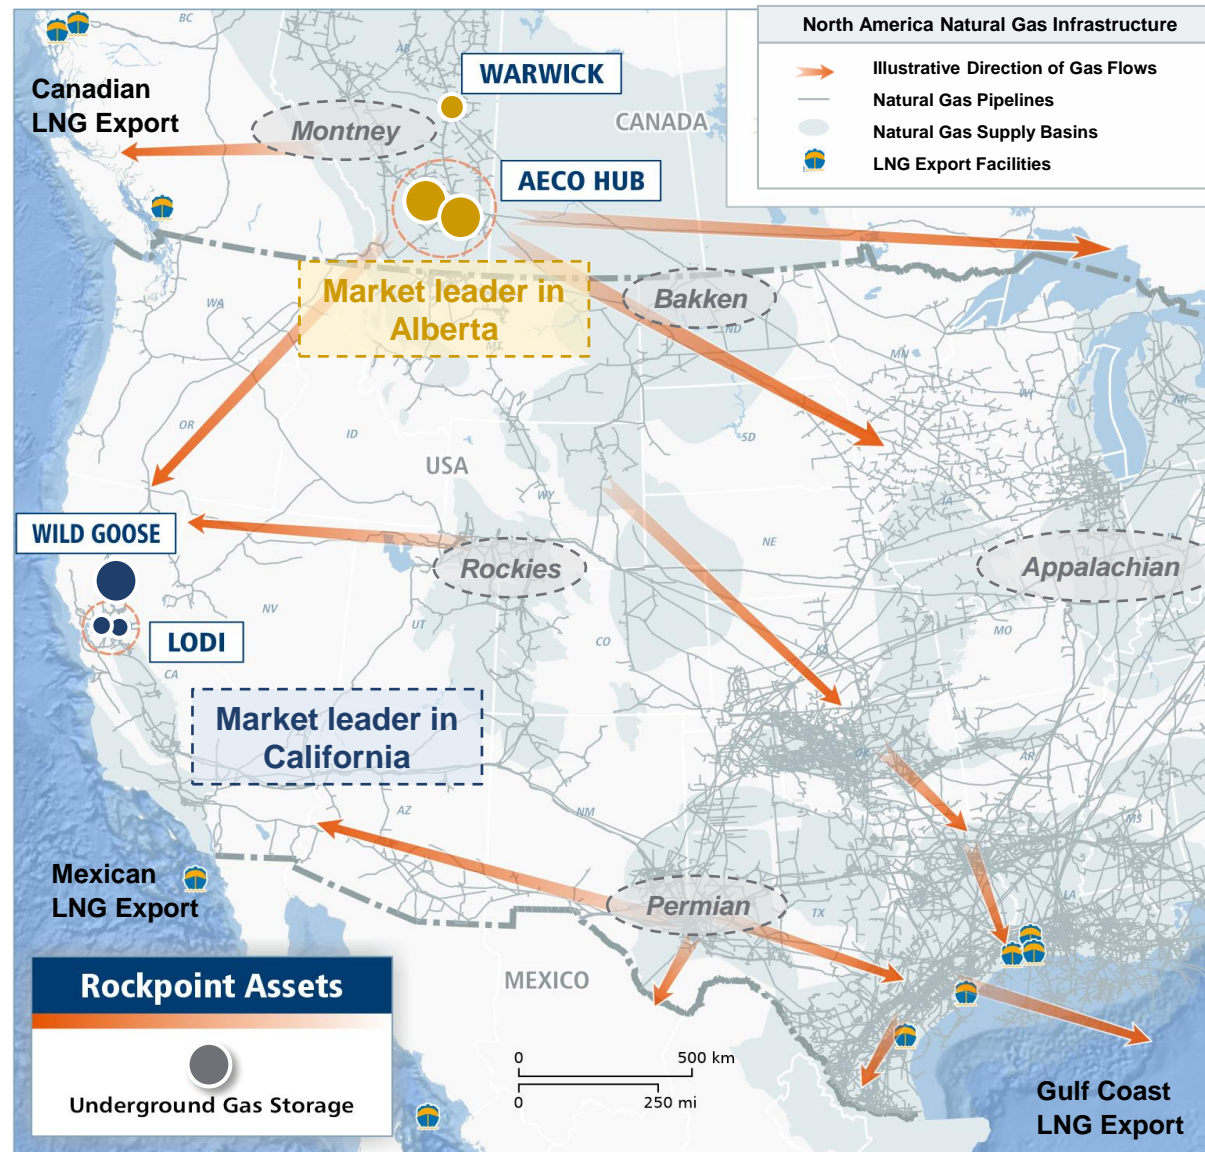 North America Natural Gas Infrastructure
Illustrative Direction of Gas Flows
Natural Gas Pipelines
Natural Gas Supply Basins
LNG Export Facilities
BC
AB
Canadian
LNG Export
WARWICK
Montney
CANADA
AECO HUB
Market leader in
Alberta
Bakken
WA
MT
ND
MN
WI
MI
OR
ID
SD
USA
WY
IA
WILD GOOSE
Rockies
NE
IL
IN
Appalachian
NV
UT
CO
KS
MO
LODI
CA
Market leader in
California
OK
AR
AZ
NM
MS
Mexican
LNG Export
Permian
TX
LA
MEXICO
Rockpoint Assets
Underground Gas Storage
0 500 km
0 250 mi
Gulf Coast
LNG Export